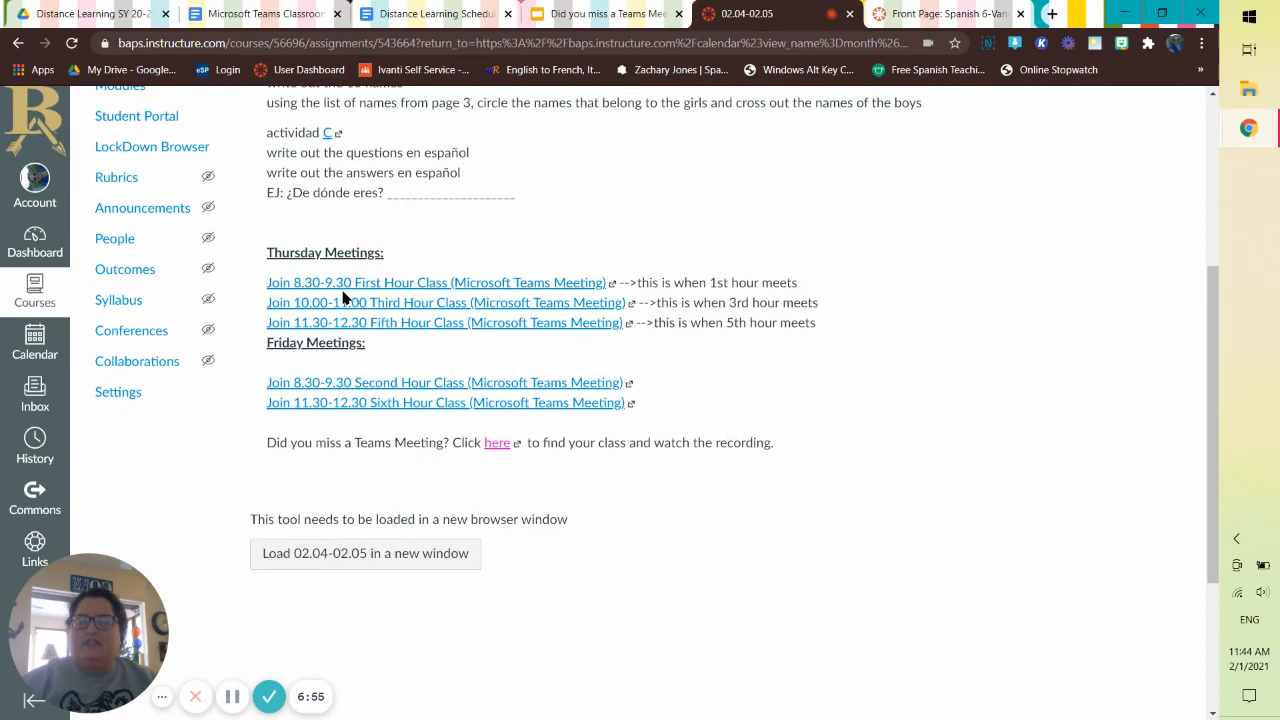 Distance Learning SY 20-2
Microsoft Teams Classroom
Distance Learning Schedul
Did you miss a Teams Mee
02.04-02.05
Front Page: Spanish 6-Van
baps.instructure.com/courses/56696/assignments/543664?return_to=https%3A%2F%2Fbaps.instructure.com%2Fcalendar%23view_name%3Dmonth%26...
Apps
My Drive - Google...
Login
User Dashboard
Ivanti Self Service -...
English to French, It...
Zachary Jones | Spa...
Windows Alt Key C...
Free Spanish Teachi...
Online Stopwatch
»
Account
Dashboard
Courses
Calendar
Inbox
History
Commons
Links
Modules
Student Portal
LockDown Browser
Rubrics
Announcements
People
Outcomes
Syllabus
Conferences
Collaborations
Settings
using the list of names from page 3, circle the names that belong to the girls and cross out the names of the boys
actividad C
write out the questions en español
write out the answers en español
EJ: ¿De dónde eres? ____________________
Thursday Meetings:
Join 8.30-9.30 First Hour Class (Microsoft Teams Meeting) -->this is when 1st hour meets
Join 10.00-11.00 Third Hour Class (Microsoft Teams Meeting) -->this is when 3rd hour meets
Join 11.30-12.30 Fifth Hour Class (Microsoft Teams Meeting) -->this is when 5th hour meets
Friday Meetings:
Join 8.30-9.30 Second Hour Class (Microsoft Teams Meeting)
Join 11.30-12.30 Sixth Hour Class (Microsoft Teams Meeting)
Did you miss a Teams Meeting? Click here to find your class and watch the recording.
This tool needs to be loaded in a new browser window
Load 02.04-02.05 in a new window
6:55
ENG
11:44 AM
2/1/2021